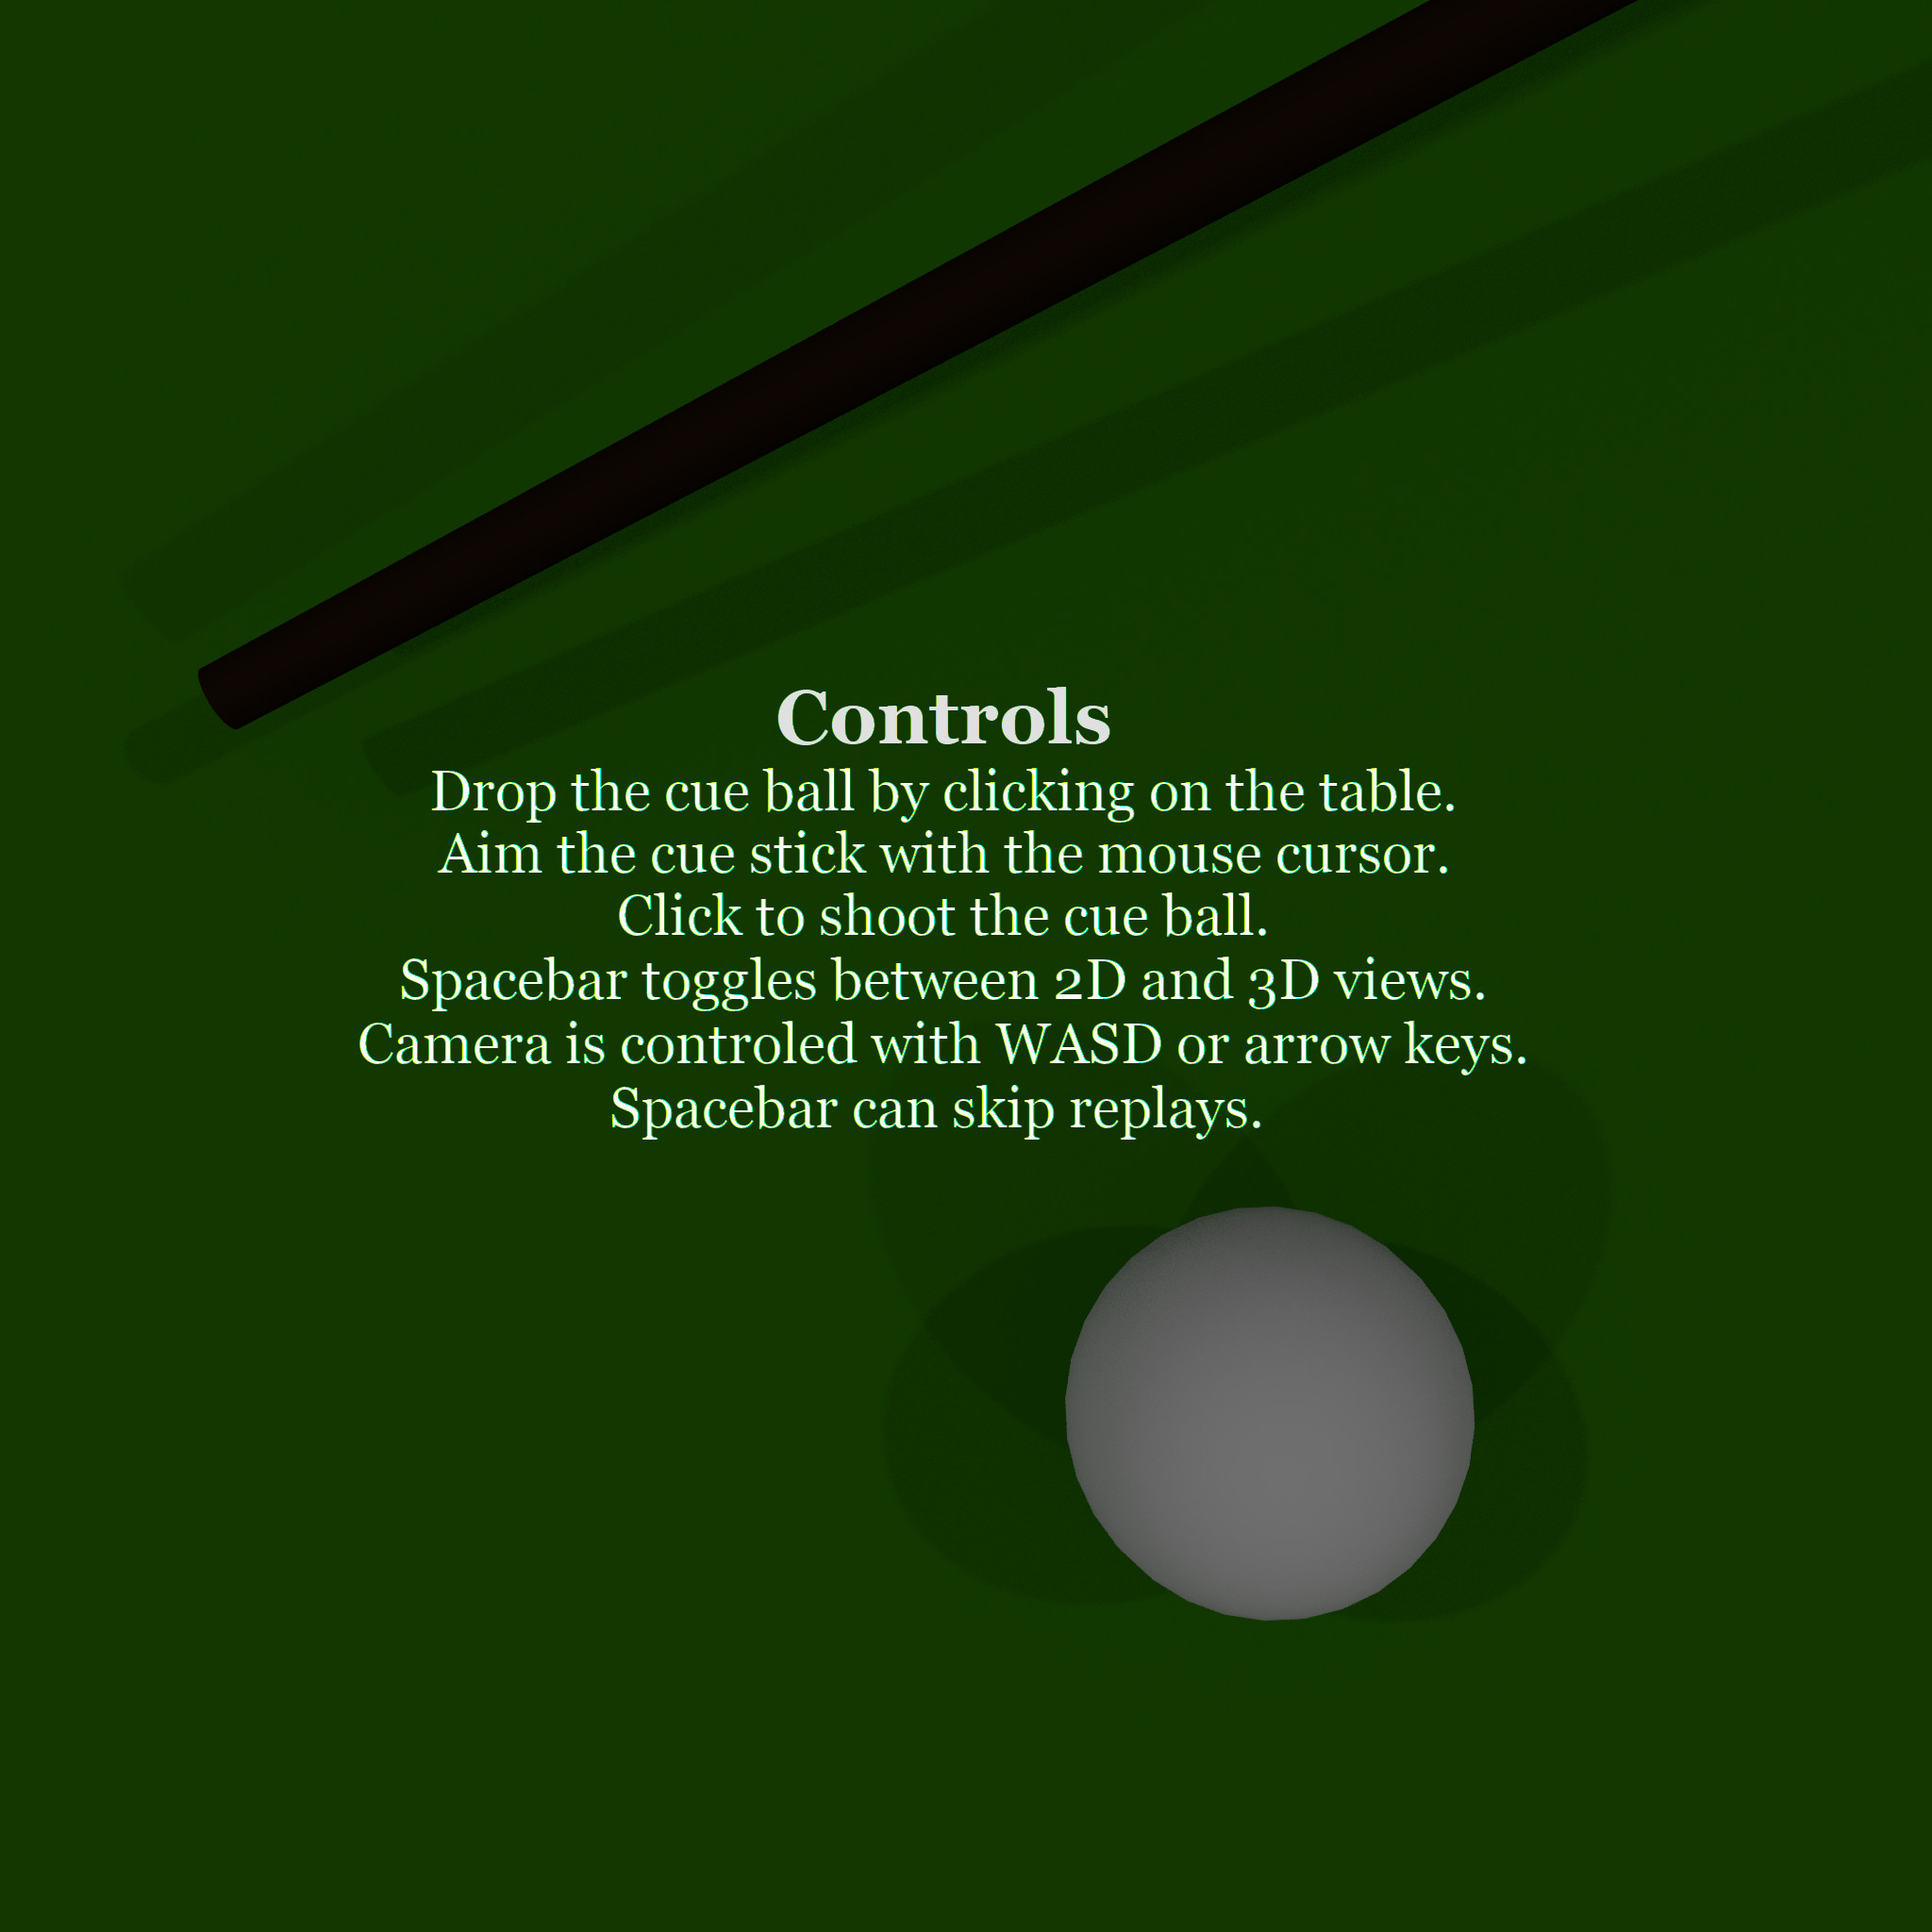 Controls
Drop the cue ball by clicking on the table.
Aim the cue stick with the mouse cursor.
Click to shoot the cue ball.
Spacebar toggles between 2D and 3D views.
Camera is controled with WASD or arrow keys.
Spacebar can skip replays.